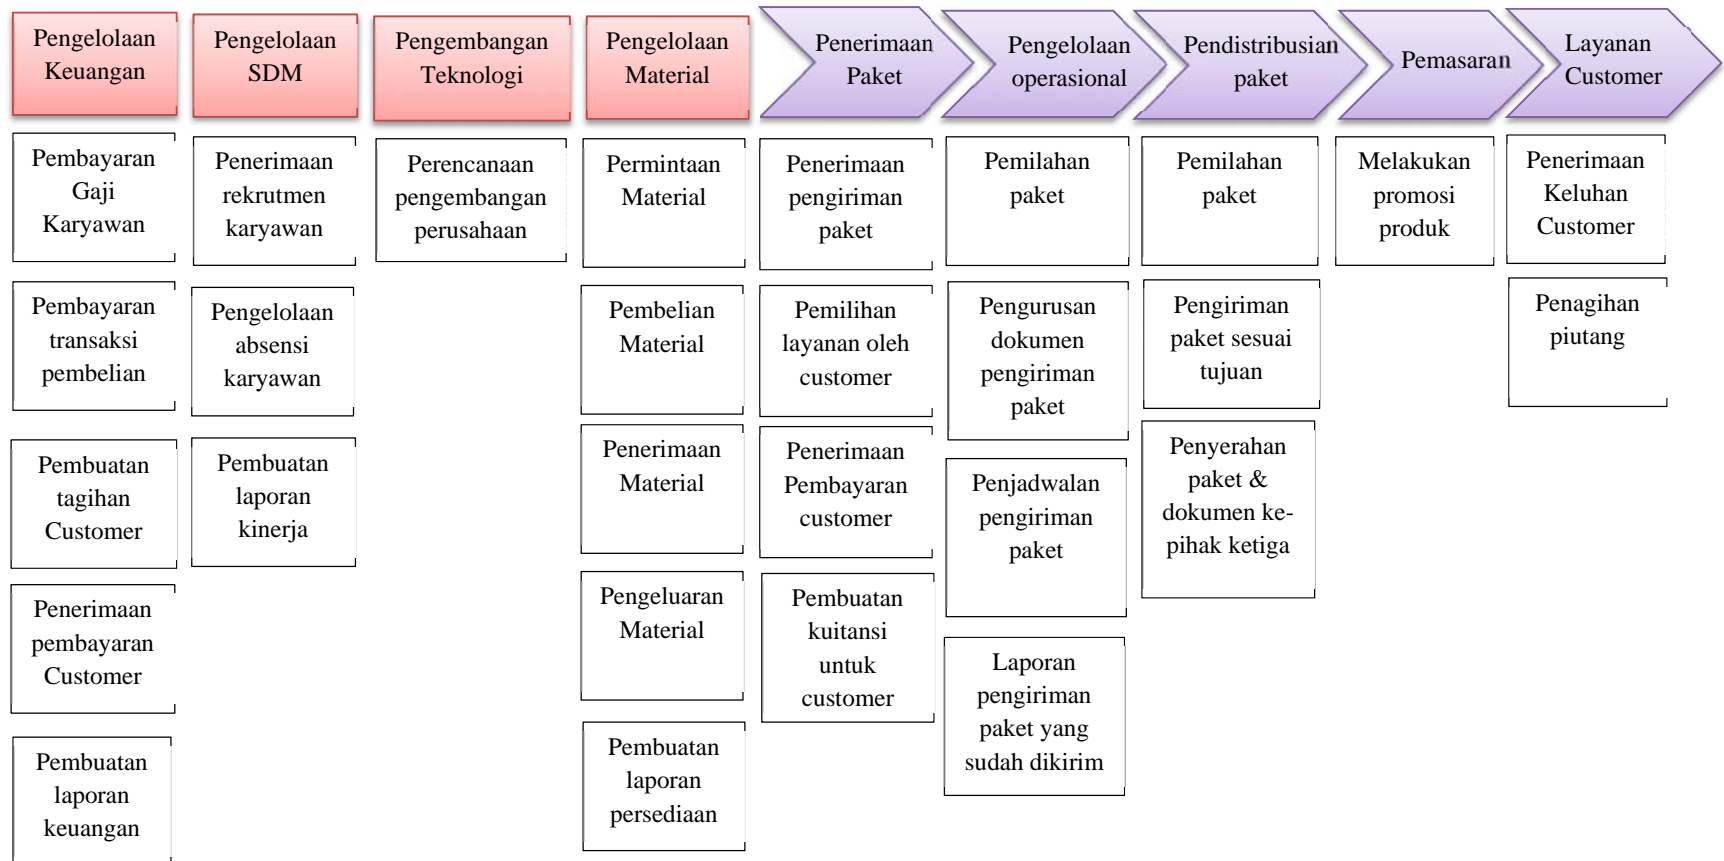 Pengelolaan
Keuangan
Pengelolaan
SDM
Pengembangan
Teknologi
Pengelolaan
Material
Penerimaan
Paket
Pengelolaan
operasional
Pendistribusian
paket
Pemasaran
Layanan
Customer
Pembayaran
Gaji
Karyawan
Pembayaran
transaksi
pembelian
Pembuatan
tagihan
Customer
Penerimaan
pembayaran
Customer
Pembuatan
laporan
keuangan
Penerimaan
rekrutmen
karyawan
Pengelolaan
absensi
karyawan
Pembuatan
laporan
kinerja
Perencanaan
pengembangan
perusahaan
Permintaan
Material
Pembelian
Material
Penerimaan
Material
Pengeluaran
Material
Pembuatan
laporan
persediaan
Penerimaan
pengiriman
paket
Pemilihan
layanan oleh
customer
Penerimaan
Pembayaran
customer
Pembuatan
kuitansi
untuk
customer
Pemilahan
paket
Pengurusan
dokumen
pengiriman
paket
Penjadwalan
pengiriman
paket
Laporan
pengiriman
paket yang
sudah dikirim
Pemilahan
paket
Pengiriman
paket sesuai
tujuan
Penyerahan
paket &
dokumen ke-
pihak ketiga
Melakukan
promosi
produk
Penerimaan
Keluhan
Customer
Penagihan
piutang